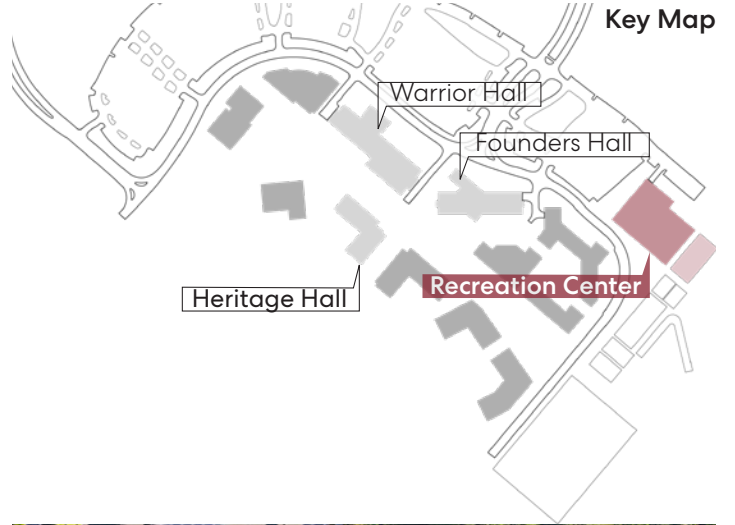 Key Map
Warrior Hall
Founders Hall
Recreation Center
Heritage Hall